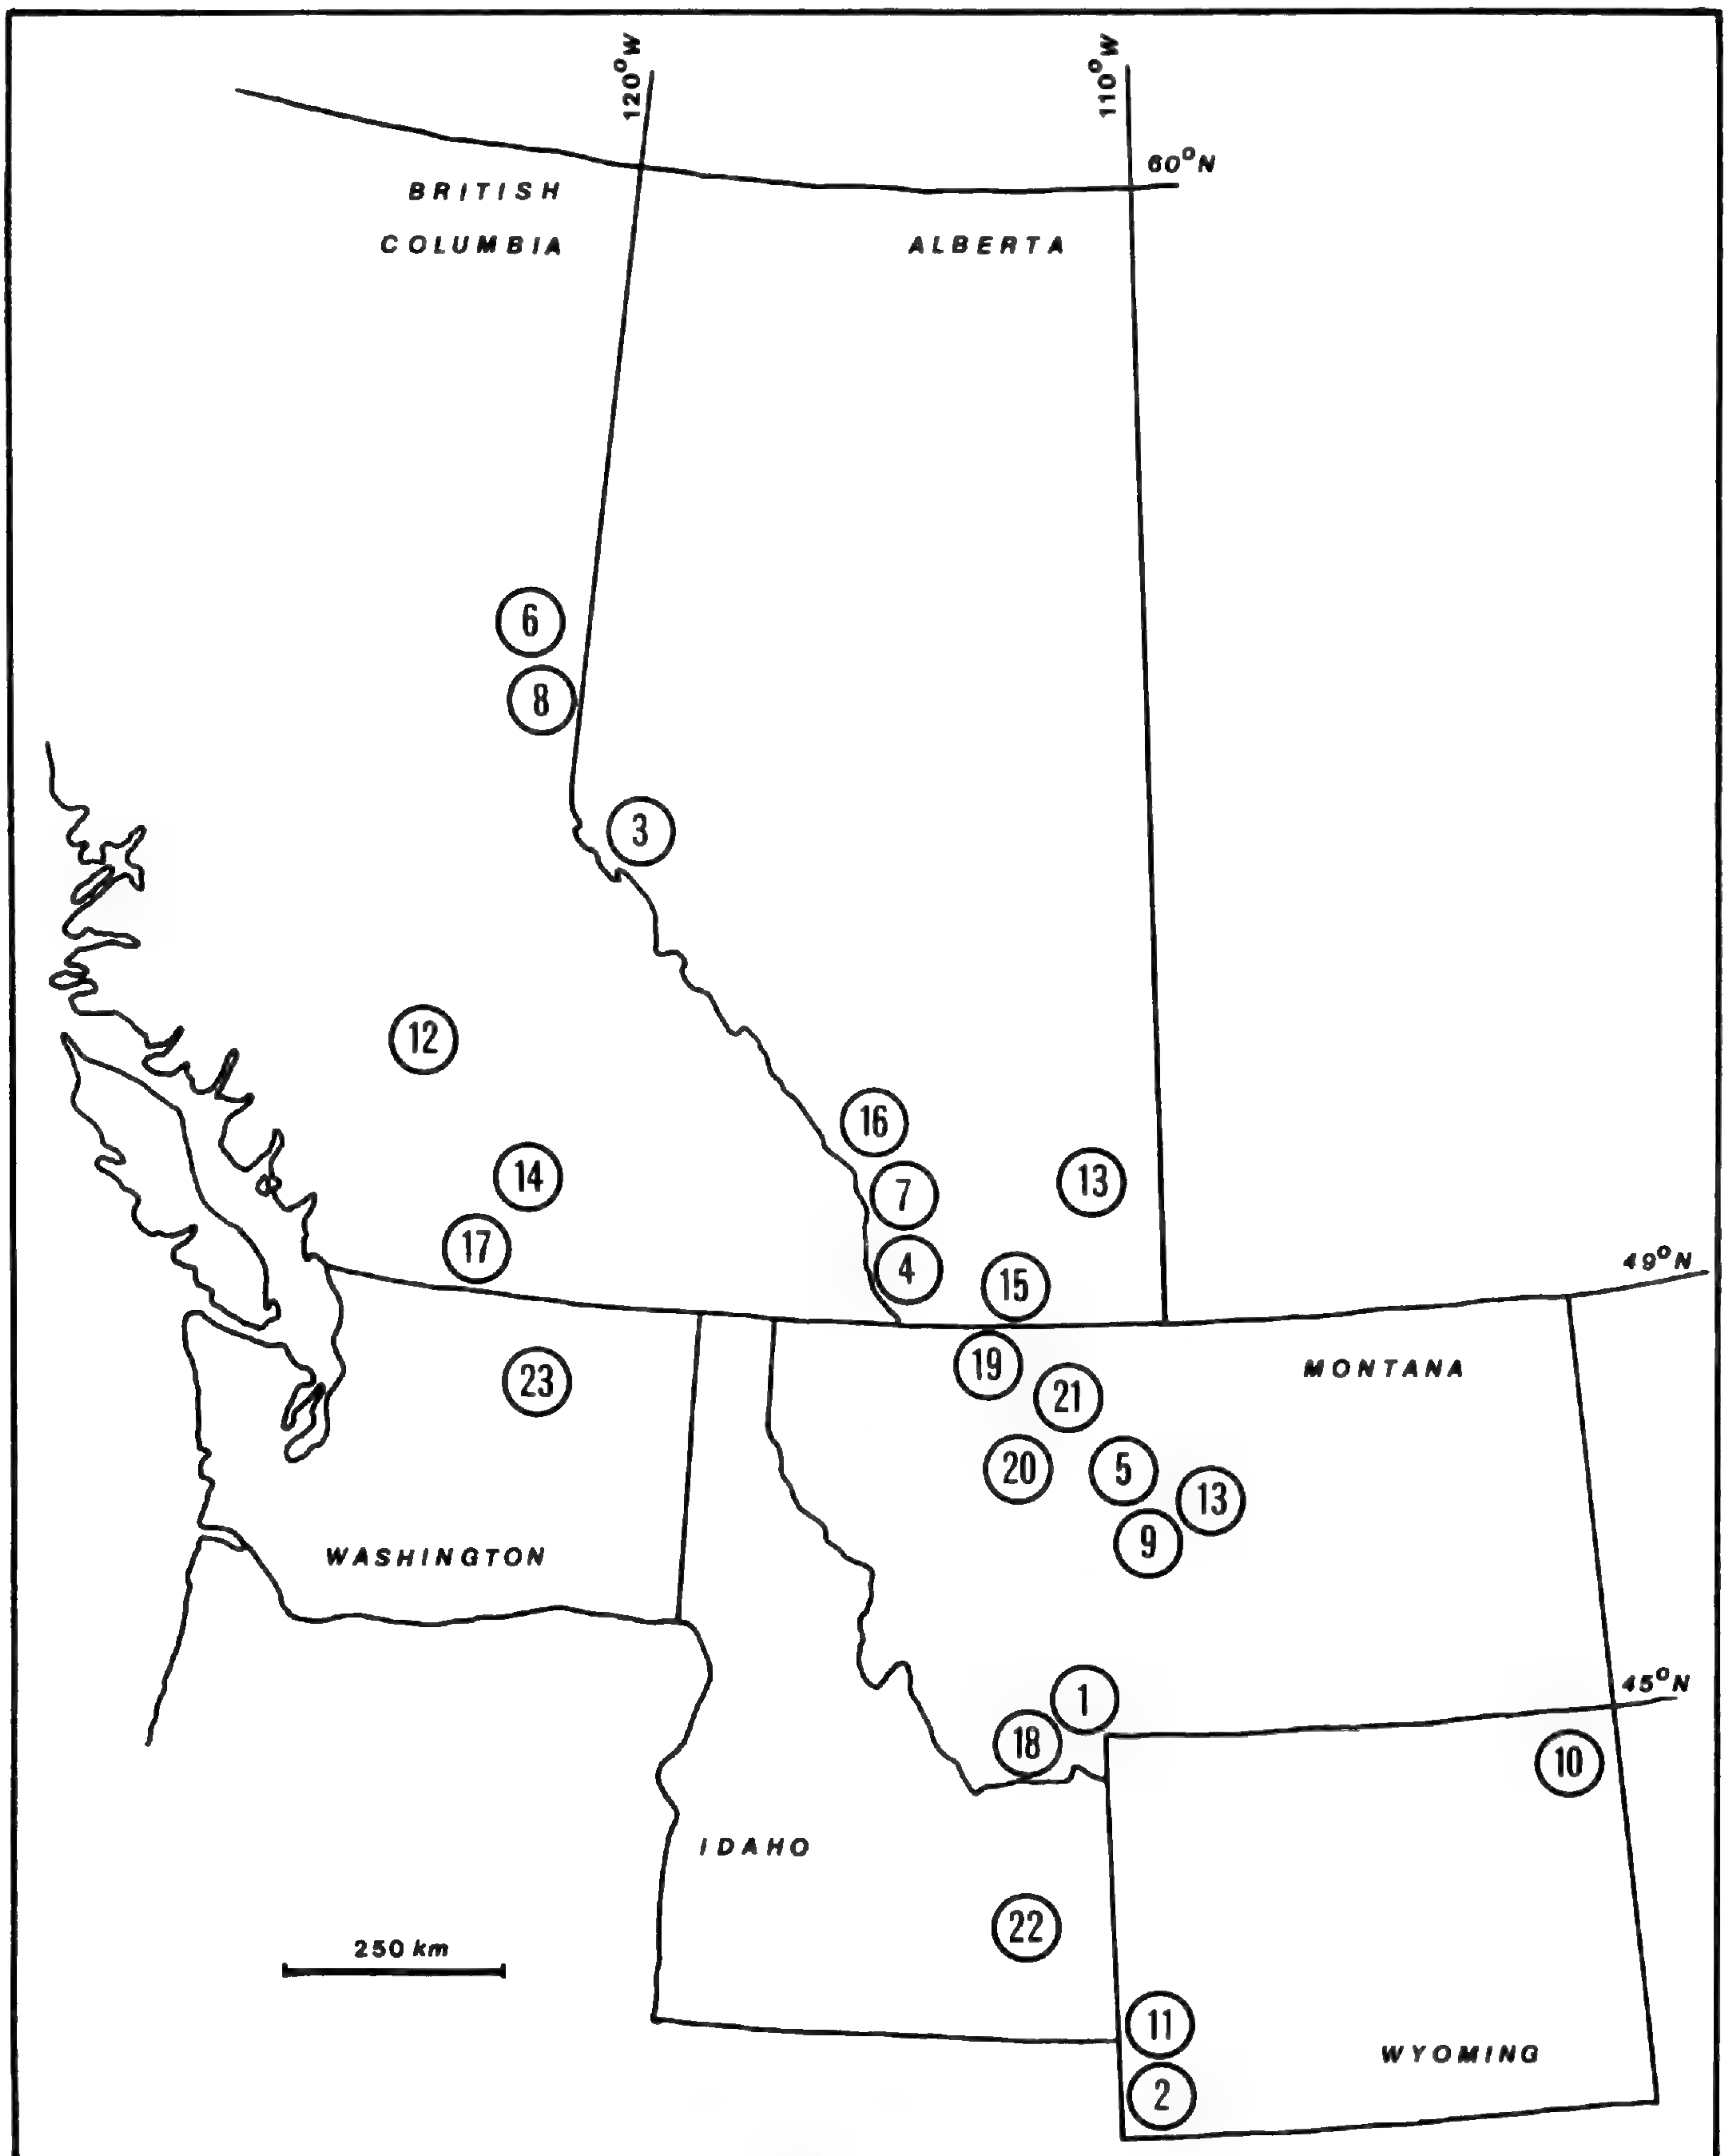 120°W
110°W
60°N
BRITISH
COLUMBIA
ALBERTA
6
8
3
12
16
14
7
13
17
4
15
49°N
19
MONTANA
23
21
20
5
13
9
WASHINGTON
1
45°N
18
10
IDAHO
22
250 km
11
WYOMING
2